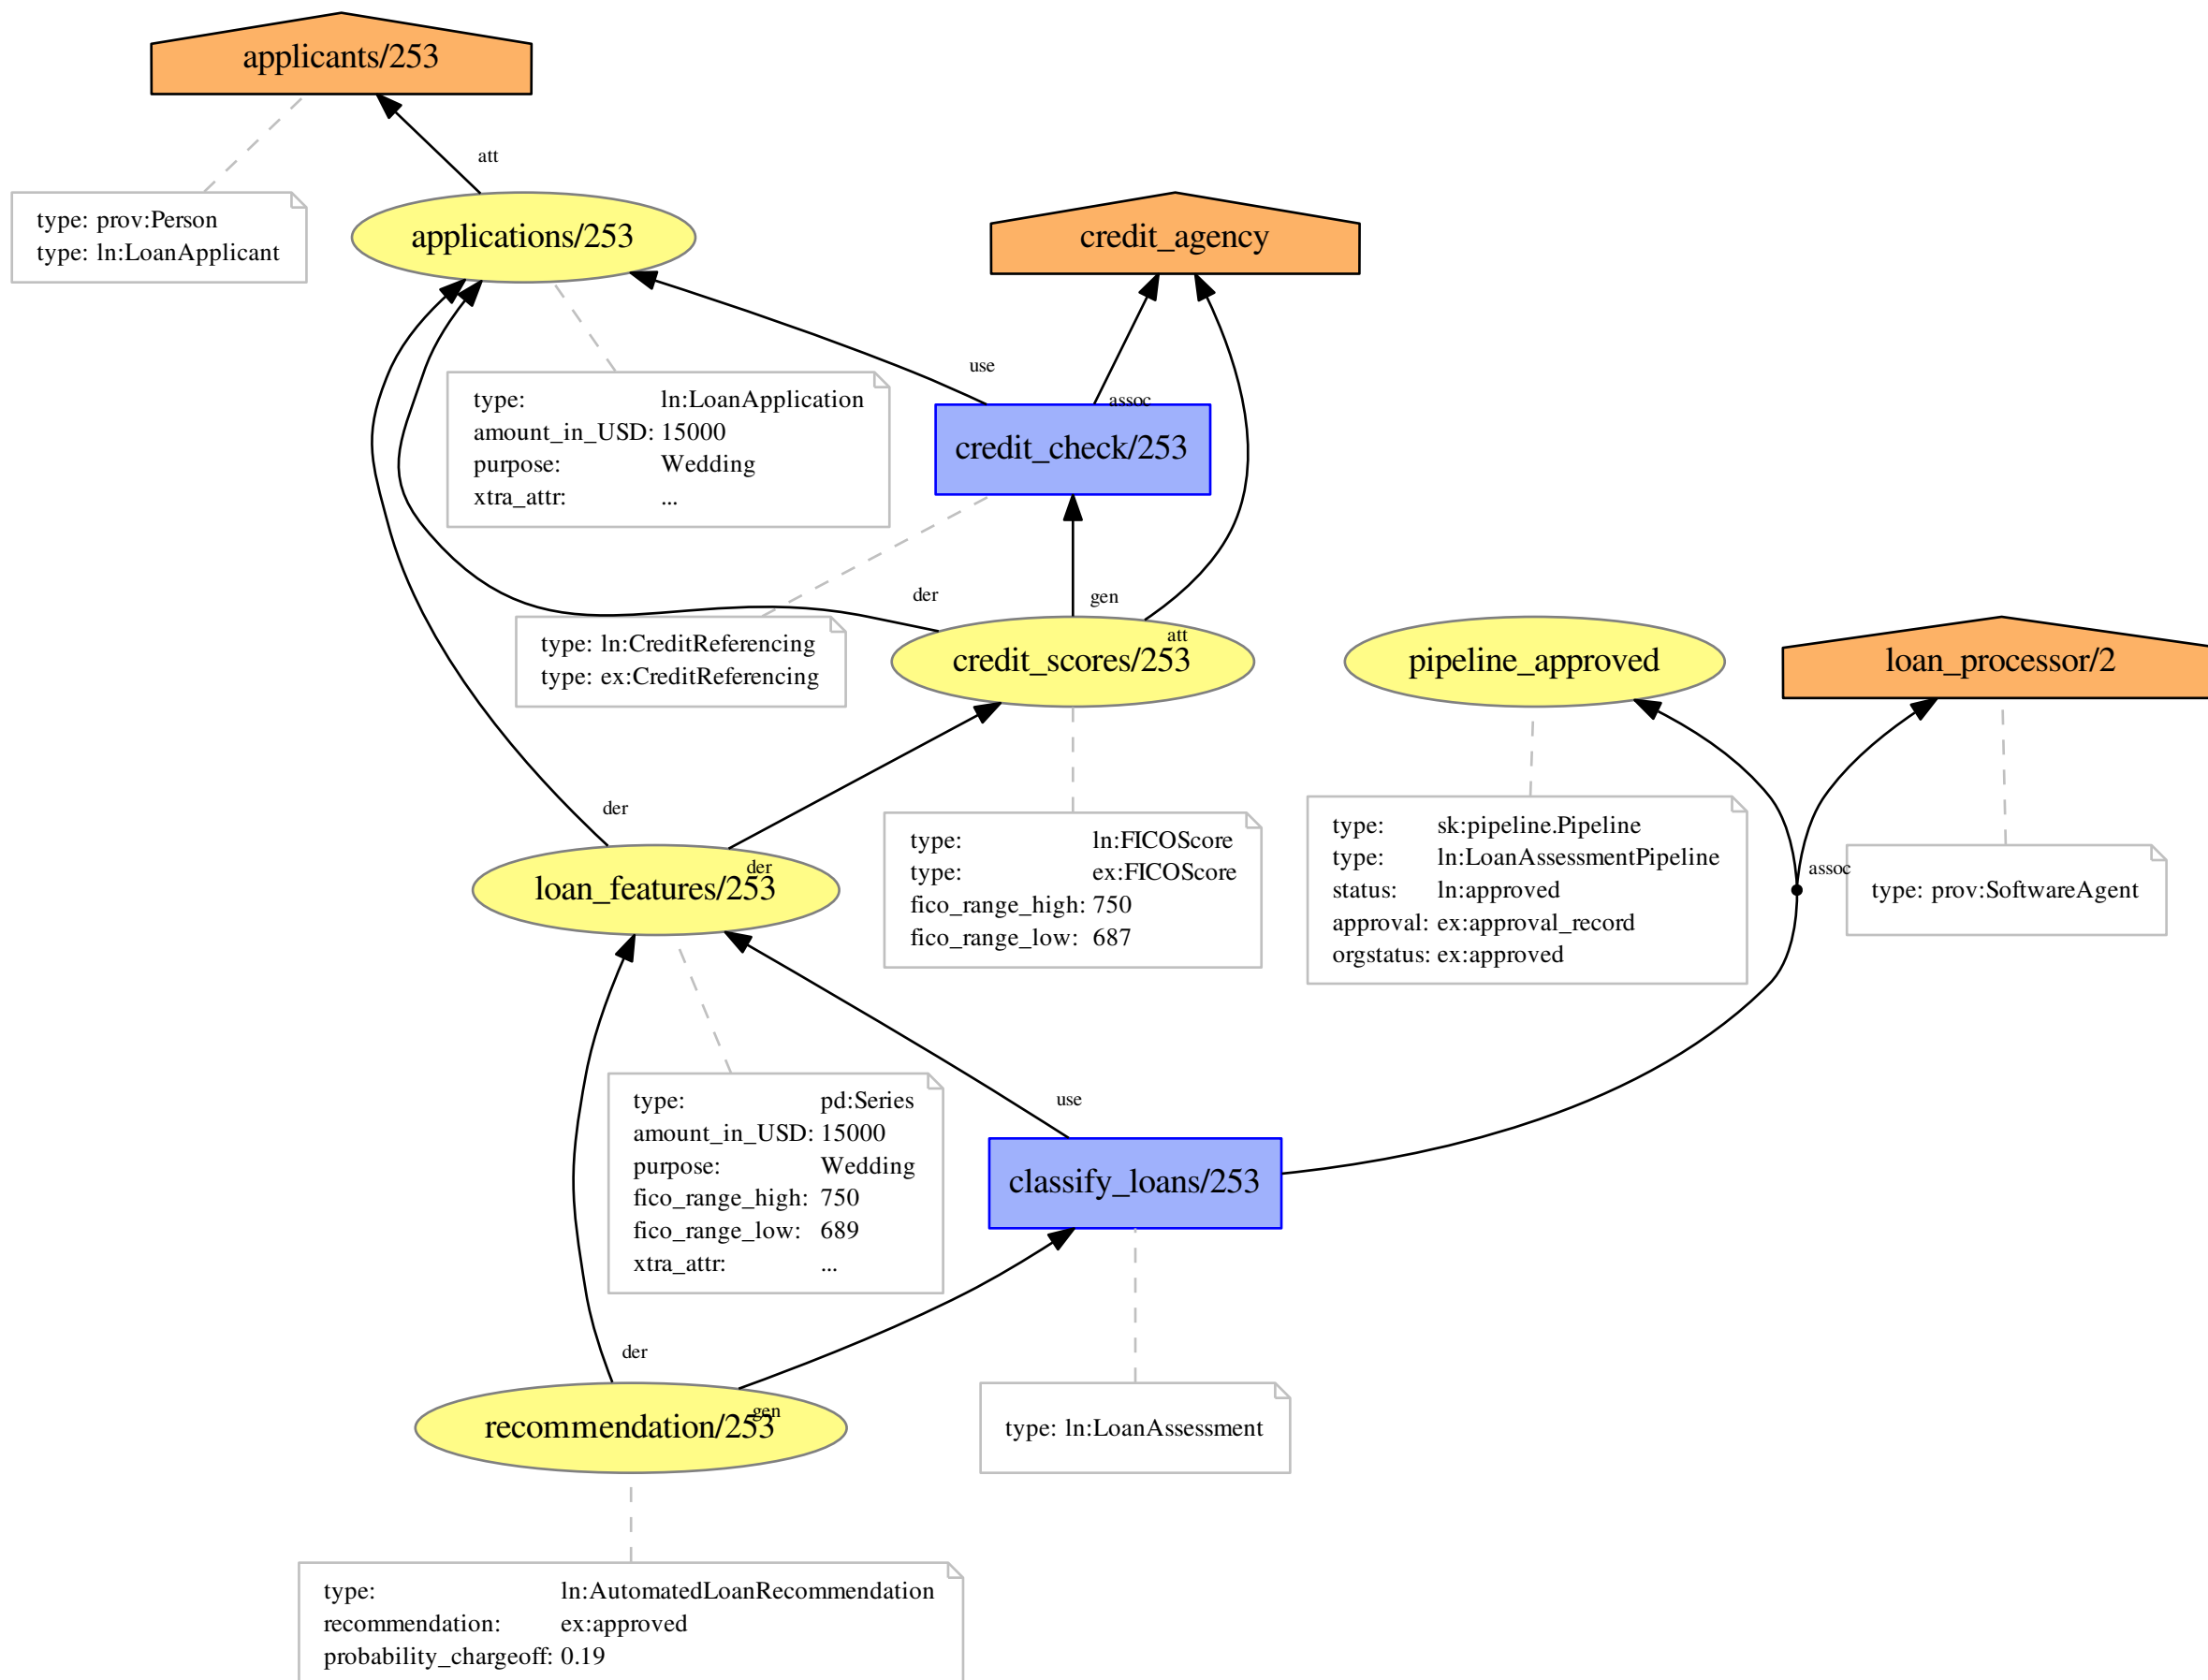 applicants/253
att
type: prov:Person
type: ln:LoanApplicant
applications/253
credit_agency
use
assoc
type: ln:LoanApplication
amount_in_USD: 15000
purpose: Wedding
xtra_attr: ...
credit_check/253
der
gen
att
type: ln:CreditReferencing
type: ex:CreditReferencing
credit_scores/253
pipeline_approved
loan_processor/2
der
der
type: ln:FICOScore
type: ex:FICOScore
fico_range_high: 750
fico_range_low: 687
type: sk:pipeline.Pipeline
type: ln:LoanAssessmentPipeline
status: ln:approved
approval: ex:approval_record
orgstatus: ex:approved
assoc
type: prov:SoftwareAgent
loan_features/253
use
type: pd:Series
amount_in_USD: 15000
purpose: Wedding
fico_range_high: 750
fico_range_low: 689
xtra_attr: ...
classify_loans/253
der
gen
recommendation/253
type: ln:LoanAssessment
type: ln:AutomatedLoanRecommendation
recommendation: ex:approved
probability_chargeoff: 0.19